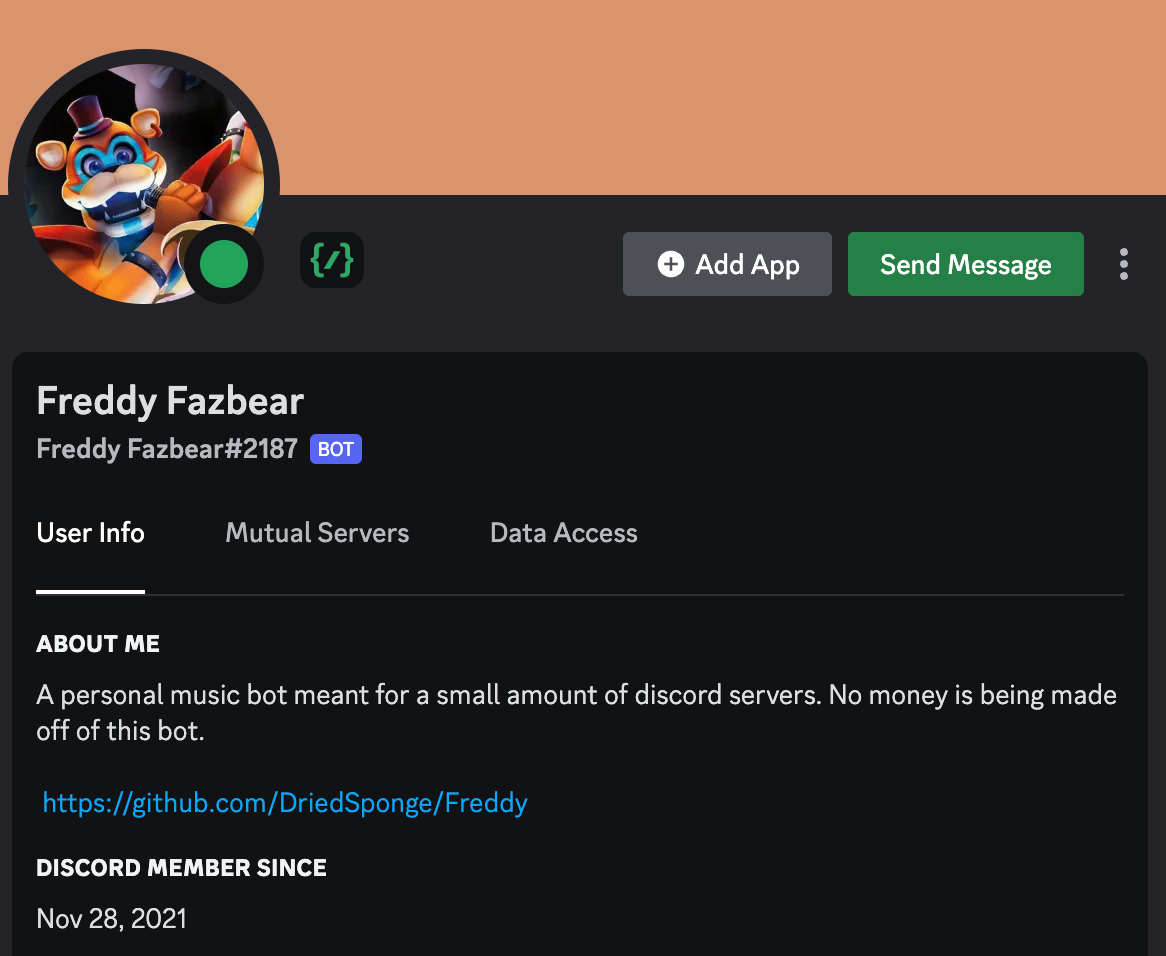 Add App
Send Message
Freddy Fazbear
Freddy Fazbear#2187 BOT
User Info Mutual Servers Data Access
ABOUT ME
A personal music bot meant for a small amount of discord servers. No money is being made
off of this bot.
https://github.com/DriedSponge/Freddy
DISCORD MEMBER SINCE
Nov 28, 2021